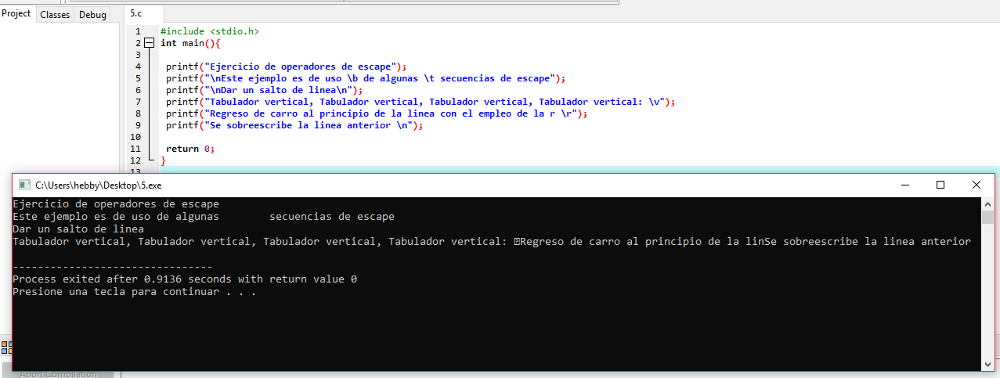 Project Classes Debug 5.c
1 #include <stdio.h>
2 int main(){
3
4 printf("Ejercicio de operadores de escape");
5 printf("\nEste ejemplo es de uso \b de algunas \t secuencias de escape");
6 printf("\nDar un salto de linea\n");
7 printf("Tabulador vertical, Tabulador vertical, Tabulador vertical, Tabulador vertical: \v");
8 printf("Regreso de carro al principio de la linea con el empleo de la r \r");
9 printf("Se sobreescribe la linea anterior \n");
10
11 return 0;
12 }
13
C:\Users\hebby\Desktop\5.exe
Ejercicio de operadores de escape
Este ejemplo es de uso de algunas        secuencias de escape
Dar un salto de linea
Tabulador vertical, Tabulador vertical, Tabulador vertical, Tabulador vertical: Regreso de carro al principio de la linSe sobreescribe la linea anterior
--------------------------------
Process exited after 0.9136 seconds with return value 0
Presione una tecla para continuar . . .
Abort Compilation